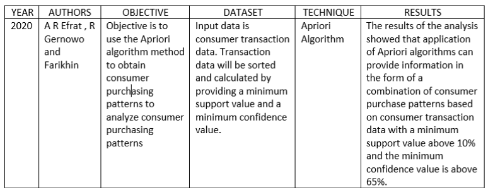 YEAR AUTHORS OBJECTIVE DATASET TECHNIQUE RESULTS
2020
A R Efrat , R
Gernowo
and
Farikhin
Objective is to
use the Apriori
algorithm method
to obtain
consumer
purchasing
patterns to
analyze consumer
purchasing
patterns
Input data is
consumer transaction
data. Transaction
data will be sorted
and calculated by
providing a minimum
support value and a
minimum confidence
value.
Apriori
Algorithm
The results of the analysis
showed that application
of Apriori algorithms can
provide information in
the form of a
combination of consumer
purchase patterns based
on consumer transaction
data with a minimum
support value above 10%
and the minimum
confidence value is above
65%.